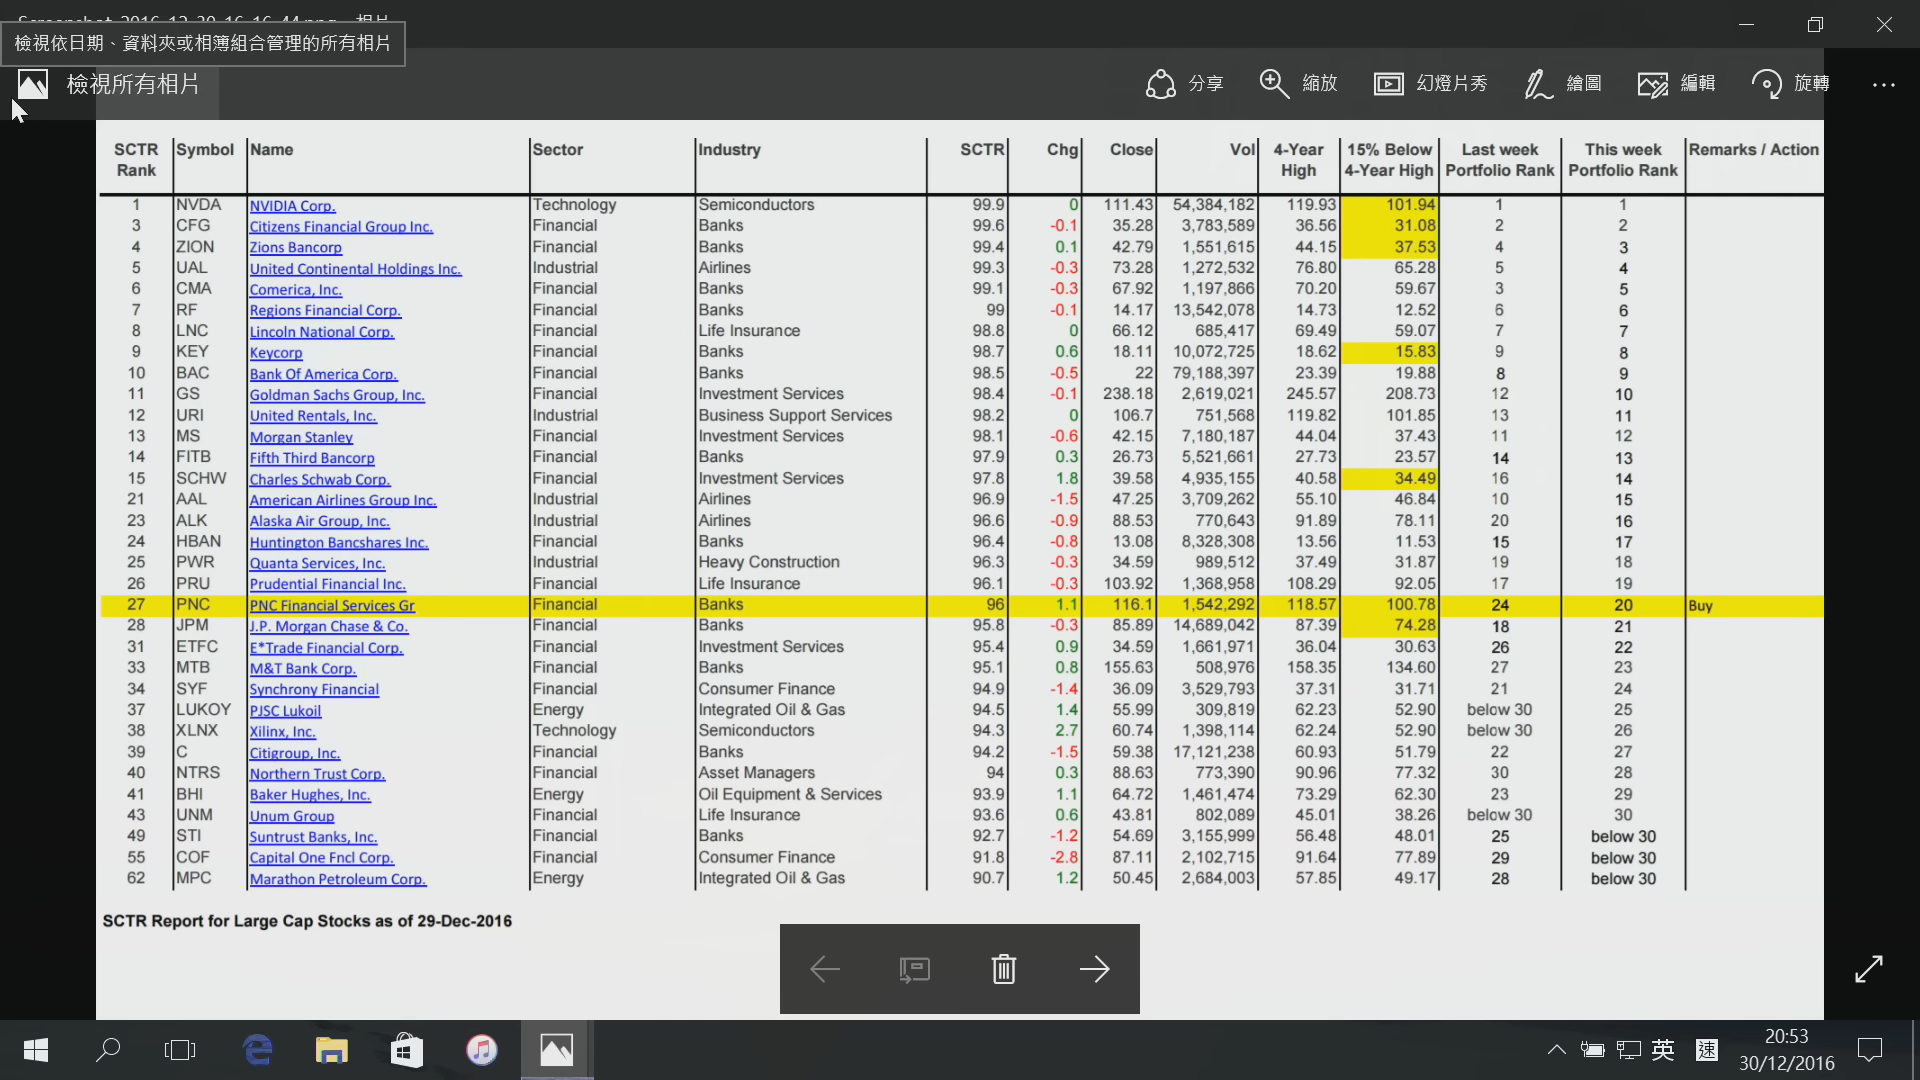 Screenshot_2016-12-30-16-16-44.png - 相片
檢視依日期、資料夾或相簿組合管理的所有相片
檢視所有相片 分享 縮放 幻燈片秀 繪圖 編輯 旋轉
SCTR Rank Symbol Name Sector Industry SCTR Chg Close Vol 4-Year High 15% Below 4-Year High Last week Portfolio Rank This week Portfolio Rank Remarks / Action
1 NVDA NVIDIA Corp. Technology Semiconductors 99.9 0 111.43 54,384,182 119.93 101.94 1 1
3 CFG Citizens Financial Group Inc. Financial Banks 99.6 -0.1 35.28 3,783,589 36.56 31.08 2 2
4 ZION Zions Bancorp Financial Banks 99.4 0.1 42.79 1,551,615 44.15 37.53 4 3
5 UAL United Continental Holdings Inc. Industrial Airlines 99.3 -0.3 73.28 1,272,532 76.80 65.28 5 4
6 CMA Comerica, Inc. Financial Banks 99.1 -0.3 67.92 1,197,866 70.20 59.67 3 5
7 RF Regions Financial Corp. Financial Banks 99 -0.1 14.17 13,542,078 14.73 12.52 6 6
8 LNC Lincoln National Corp. Financial Life Insurance 98.8 0 66.12 685,417 69.49 59.07 7 7
9 KEY Keycorp Financial Banks 98.7 0.6 18.11 10,072,725 18.62 15.83 9 8
10 BAC Bank Of America Corp. Financial Banks 98.5 -0.5 22 79,188,397 23.39 19.88 8 9
11 GS Goldman Sachs Group, Inc. Financial Investment Services 98.4 -0.1 238.18 2,619,021 245.57 208.73 12 10
12 URI United Rentals, Inc. Industrial Business Support Services 98.2 0 106.7 751,568 119.82 101.85 13 11
13 MS Morgan Stanley Financial Investment Services 98.1 -0.6 42.15 7,180,187 44.04 37.43 11 12
14 FITB Fifth Third Bancorp Financial Banks 97.9 0.3 26.73 5,521,661 27.73 23.57 14 13
15 SCHW Charles Schwab Corp. Financial Investment Services 97.8 1.8 39.58 4,935,155 40.58 34.49 16 14
21 AAL American Airlines Group Inc. Industrial Airlines 96.9 -1.5 47.25 3,709,262 55.10 46.84 10 15
23 ALK Alaska Air Group, Inc. Industrial Airlines 96.6 -0.9 88.53 770,643 91.89 78.11 20 16
24 HBAN Huntington Bancshares Inc. Financial Banks 96.4 -0.8 13.08 8,328,308 13.56 11.53 15 17
25 PWR Quanta Services, Inc. Industrial Heavy Construction 96.3 -0.3 34.59 989,512 37.49 31.87 19 18
26 PRU Prudential Financial Inc. Financial Life Insurance 96.1 -0.3 103.92 1,368,958 108.29 92.05 17 19
27 PNC PNC Financial Services Gr Financial Banks 96 1.1 116.1 1,542,292 118.57 100.78 24 20 Buy
28 JPM J.P. Morgan Chase & Co. Financial Banks 95.8 -0.3 85.89 14,689,042 87.39 74.28 18 21
31 ETFC E*Trade Financial Corp. Financial Investment Services 95.4 0.9 34.59 1,661,971 36.04 30.63 26 22
33 MTB M&T Bank Corp. Financial Banks 95.1 0.8 155.63 508,976 158.35 134.60 27 23
34 SYF Synchrony Financial Financial Consumer Finance 94.9 -1.4 36.09 3,529,793 37.31 31.71 21 24
37 LUKOY PJSC Lukoil Energy Integrated Oil & Gas 94.5 1.4 55.99 309,819 62.23 52.90 below 30 25
38 XLNX Xilinx, Inc. Technology Semiconductors 94.3 2.7 60.74 1,398,114 62.24 52.90 below 30 26
39 C Citigroup, Inc. Financial Banks 94.2 -1.5 59.38 17,121,238 60.93 51.79 22 27
40 NTRS Northern Trust Corp. Financial Asset Managers 94 0.3 88.63 773,390 90.96 77.32 30 28
41 BHI Baker Hughes, Inc. Energy Oil Equipment & Services 93.9 1.1 64.72 1,461,474 73.29 62.30 23 29
43 UNM Unum Group Financial Life Insurance 93.6 0.6 43.81 802,089 45.01 38.26 below 30 30
49 STI Suntrust Banks, Inc. Financial Banks 92.7 -1.2 54.69 3,155,999 56.48 48.01 25 below 30
55 COF Capital One Fncl Corp. Financial Consumer Finance 91.8 -2.8 87.11 2,102,715 91.64 77.89 29 below 30
62 MPC Marathon Petroleum Corp. Energy Integrated Oil & Gas 90.7 1.2 50.45 2,684,003 57.85 49.17 28 below 30
SCTR Report for Large Cap Stocks as of 29-Dec-2016
英 速 20:53
30/12/2016